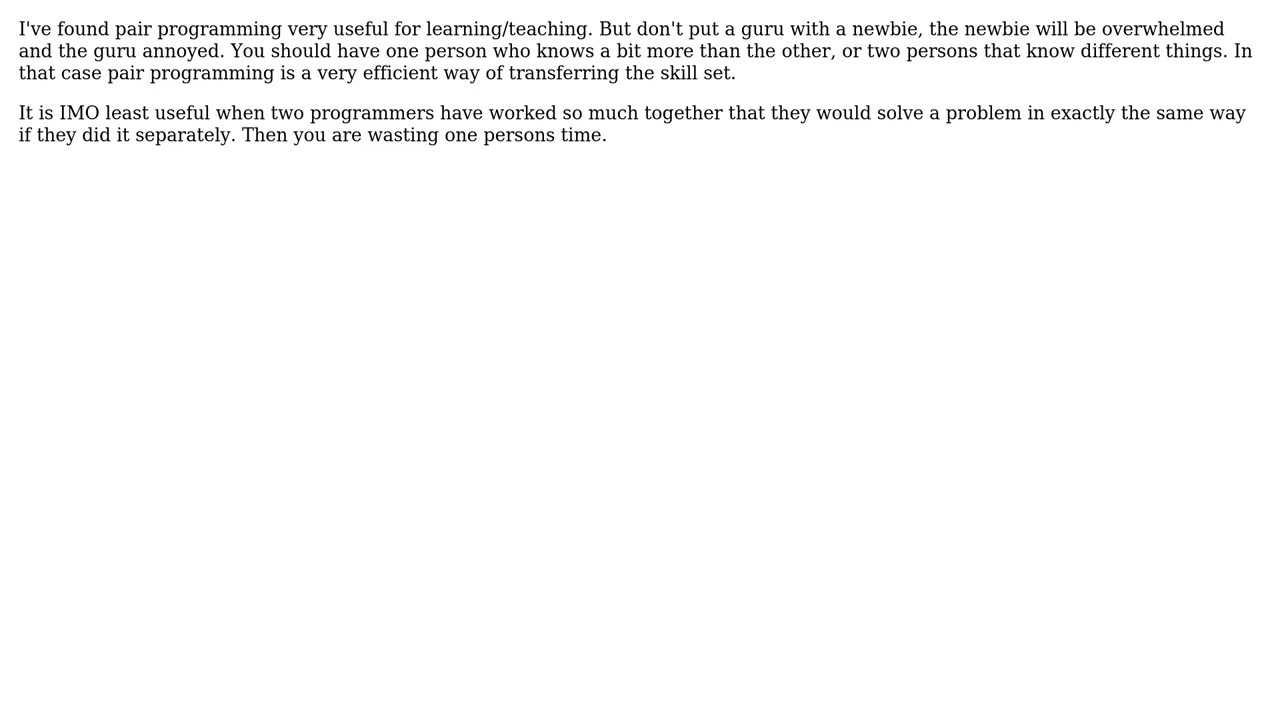 I've found pair programming very useful for learning/teaching. But don't put a guru with a newbie, the newbie will be overwhelmed
and the guru annoyed. You should have one person who knows a bit more than the other, or two persons that know different things. In
that case pair programming is a very efficient way of transferring the skill set.
It is IMO least useful when two programmers have worked so much together that they would solve a problem in exactly the same way
if they did it separately. Then you are wasting one persons time.